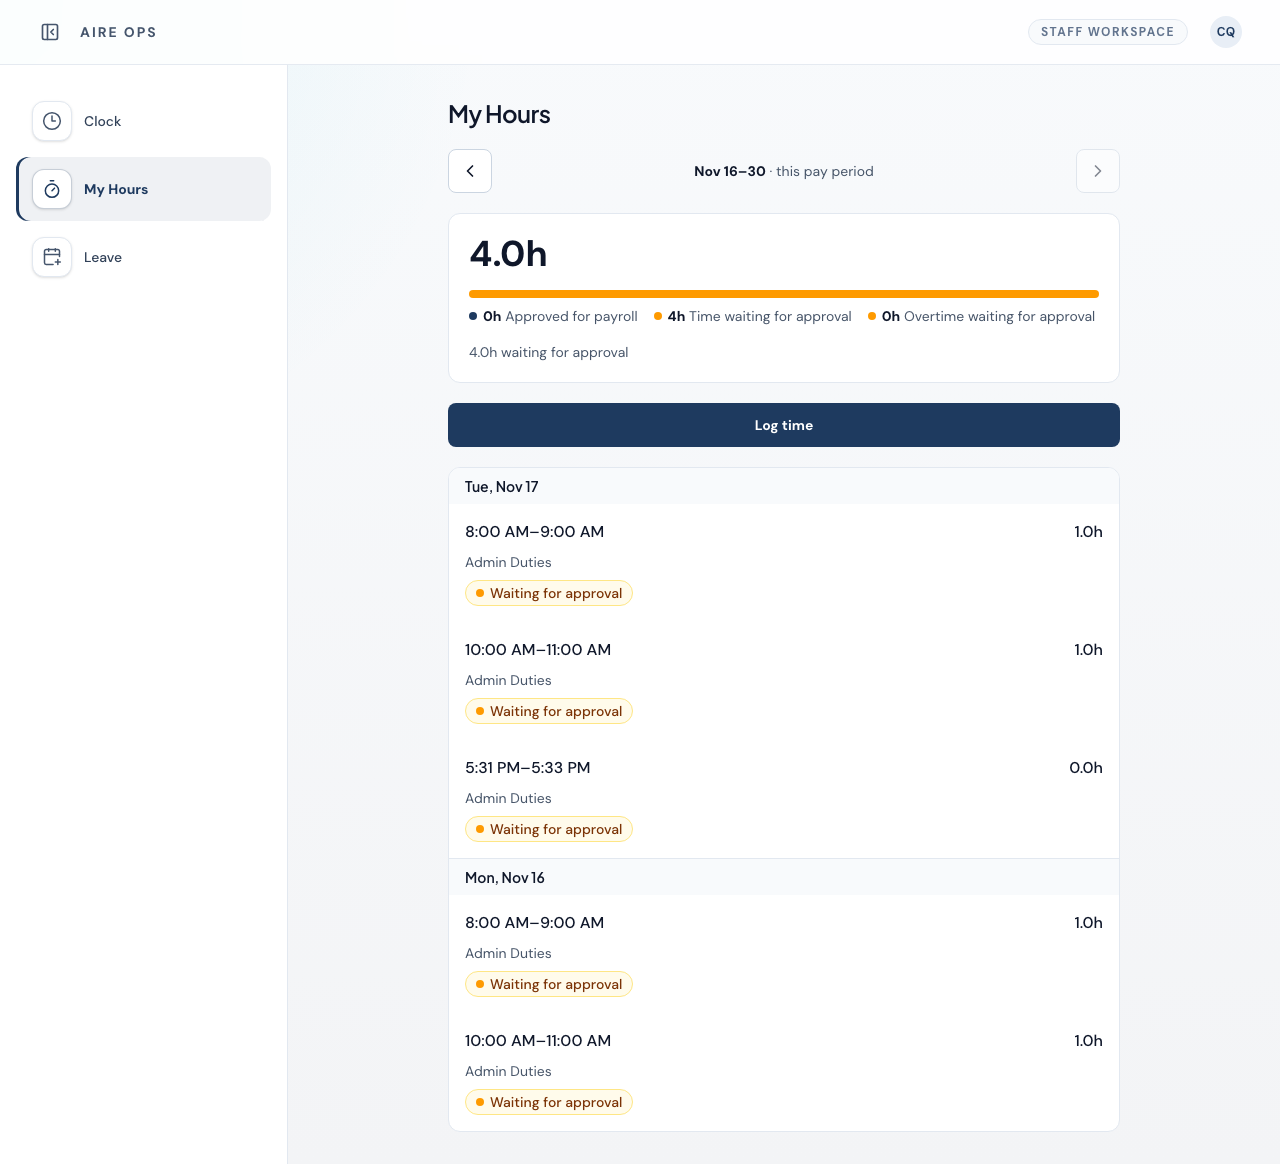 AIRE OPS
STAFF WORKSPACE
CQ
Clock
My Hours
Leave
My Hours
Nov 16–30 · this pay period
4.0h
0h Approved for payroll 4h Time waiting for approval 0h Overtime waiting for approval
4.0h waiting for approval
Log time
Tue, Nov 17
8:00 AM–9:00 AM 1.0h
Admin Duties
Waiting for approval
10:00 AM–11:00 AM 1.0h
Admin Duties
Waiting for approval
5:31 PM–5:33 PM 0.0h
Admin Duties
Waiting for approval
Mon, Nov 16
8:00 AM–9:00 AM 1.0h
Admin Duties
Waiting for approval
10:00 AM–11:00 AM 1.0h
Admin Duties
Waiting for approval